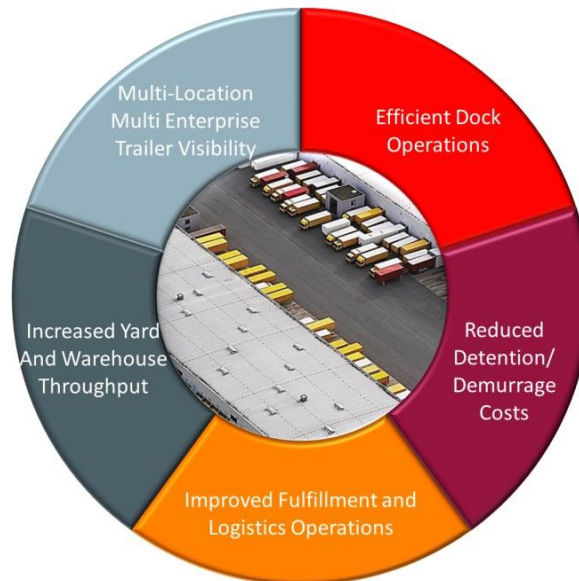 Multi-Location
Multi Enterprise
Trailer Visibility
Efficient Dock
Operations
Reduced
Detention/
Demurrage
Costs
Improved Fulfillment and
Logistics Operations
Increased Yard
And Warehouse
Throughput